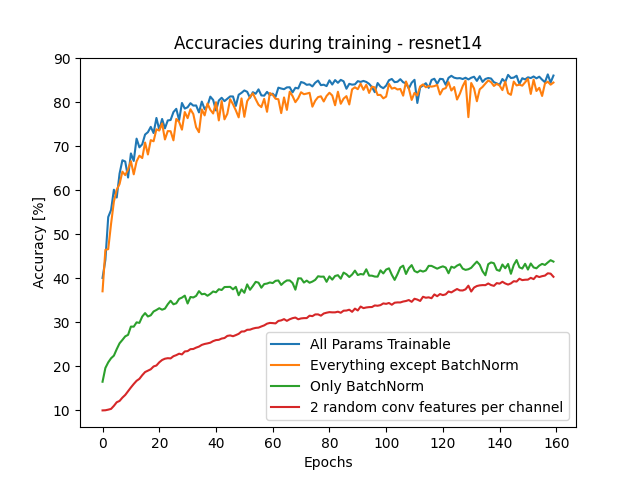 Accuracies during training - resnet14
Accuracy [%]
90
80
70
60
50
40
30
20
10
0
20
40
60
80
100
120
140
160
Epochs
All Params Trainable
Everything except BatchNorm
Only BatchNorm
2 random conv features per channel